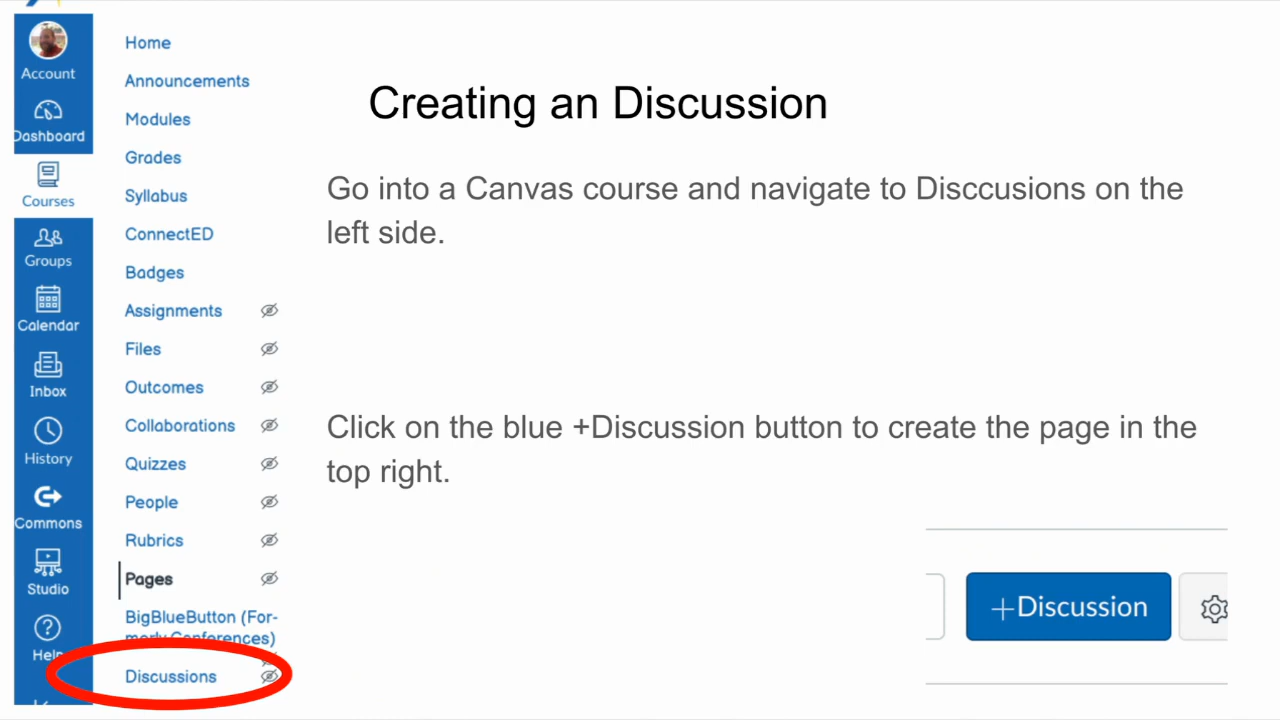 Account
Dashboard
Courses
Groups
Calendar
Inbox
History
Commons
Studio
Help
Home
Announcements
Modules
Grades
Syllabus
ConnectED
Badges
Assignments
Files
Outcomes
Collaborations
Quizzes
People
Rubrics
Pages
BigBlueButton (For-
merly Conferences)
Discussions
Creating an Discussion
Go into a Canvas course and navigate to Disccusions on the
left side.
Click on the blue +Discussion button to create the page in the
top right.
+Discussion